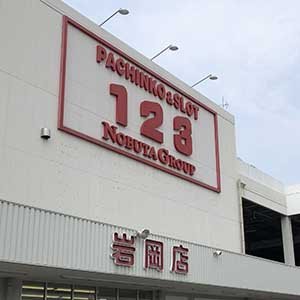 PACHINKO&SLOT
123
NOBUTA GROUP
岩岡店